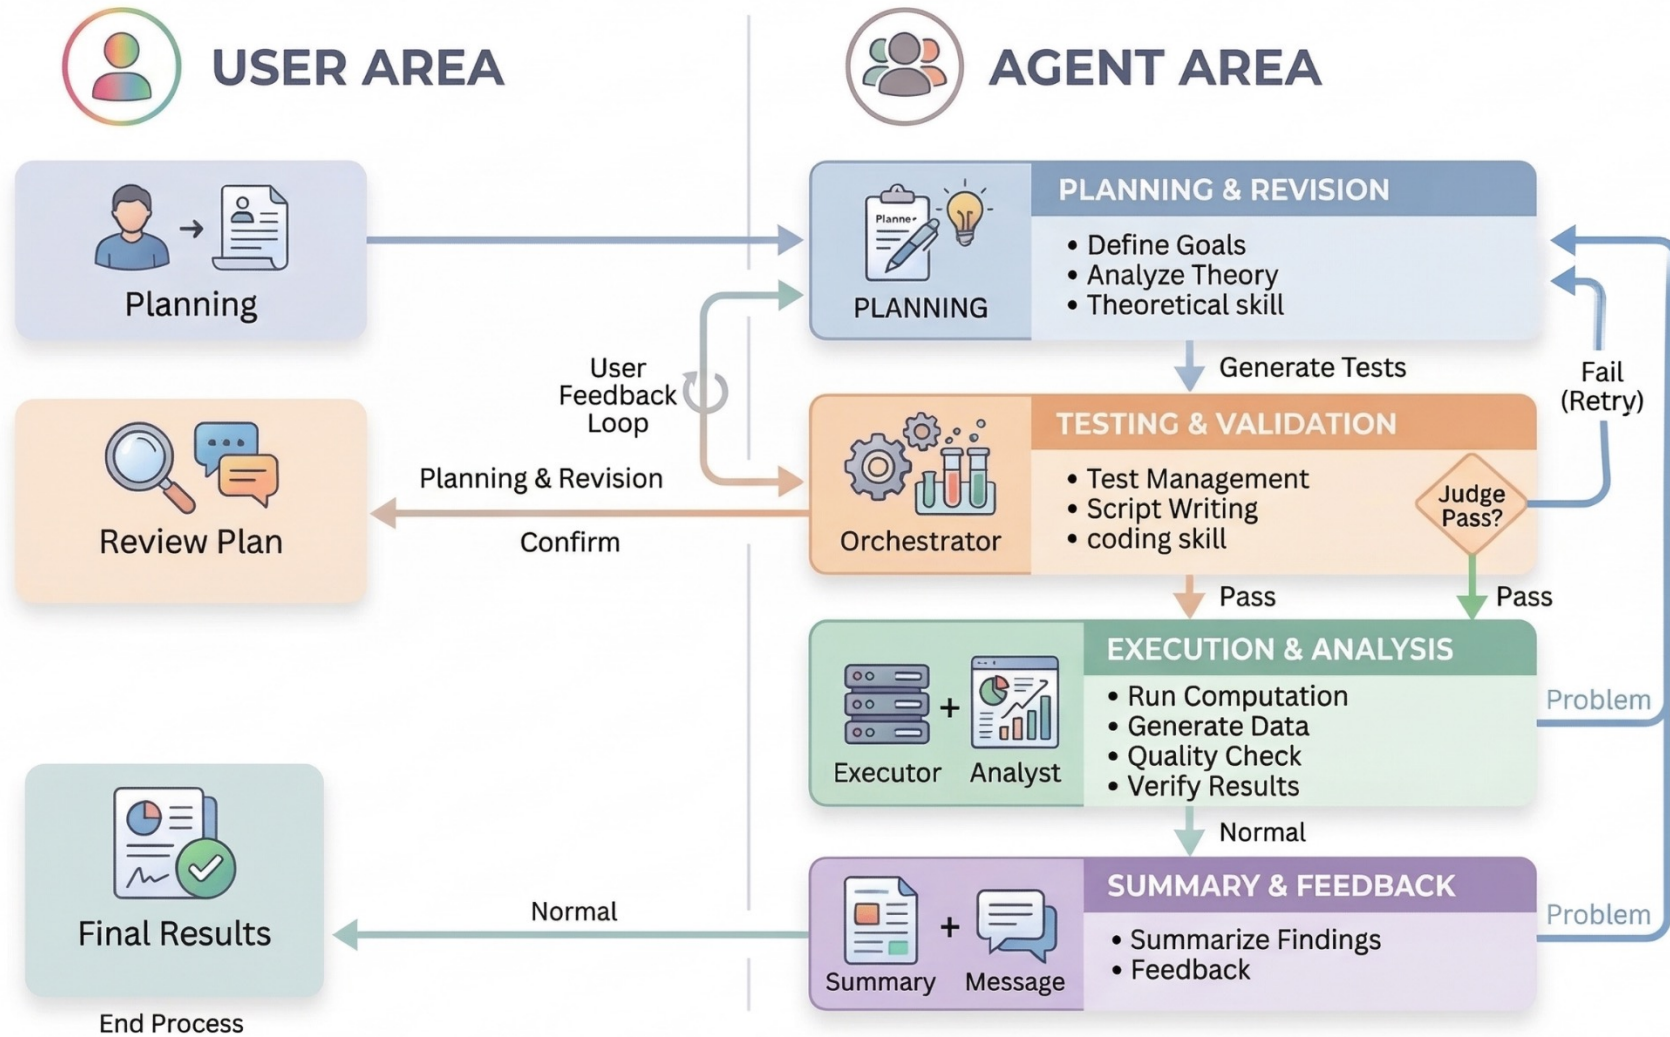 USER AREA
AGENT AREA
Planning
Planner
PLANNING
PLANNING & REVISION
• Define Goals
• Analyze Theory
• Theoretical skill
User
Feedback
Loop
Generate Tests
Fail
(Retry)
Review Plan
Planning & Revision
Confirm
Orchestrator
TESTING & VALIDATION
• Test Management
• Script Writing
• coding skill
Judge
Pass?
Pass
Pass
Executor
+
Analyst
EXECUTION & ANALYSIS
• Run Computation
• Generate Data
• Quality Check
• Verify Results
Problem
Normal
Final Results
End Process
Normal
Summary
+
Message
SUMMARY & FEEDBACK
• Summarize Findings
• Feedback
Problem